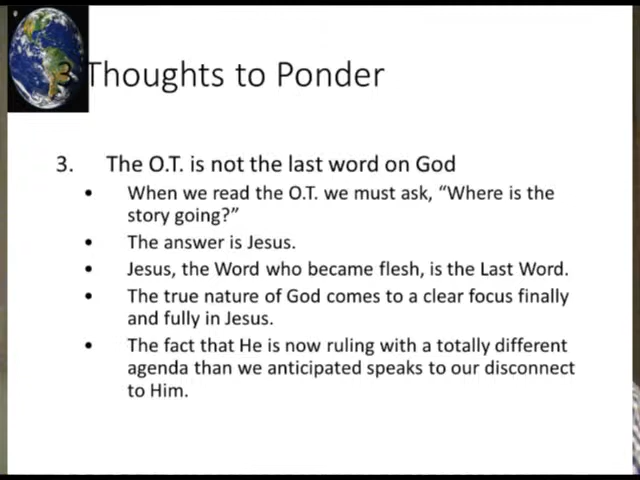 3 Thoughts to Ponder
3. The O.T. is not the last word on God
• When we read the O.T. we must ask, “Where is the
story going?”
• The answer is Jesus.
• Jesus, the Word who became flesh, is the Last Word.
• The true nature of God comes to a clear focus finally
and fully in Jesus.
• The fact that He is now ruling with a totally different
agenda than we anticipated speaks to our disconnect
to Him.